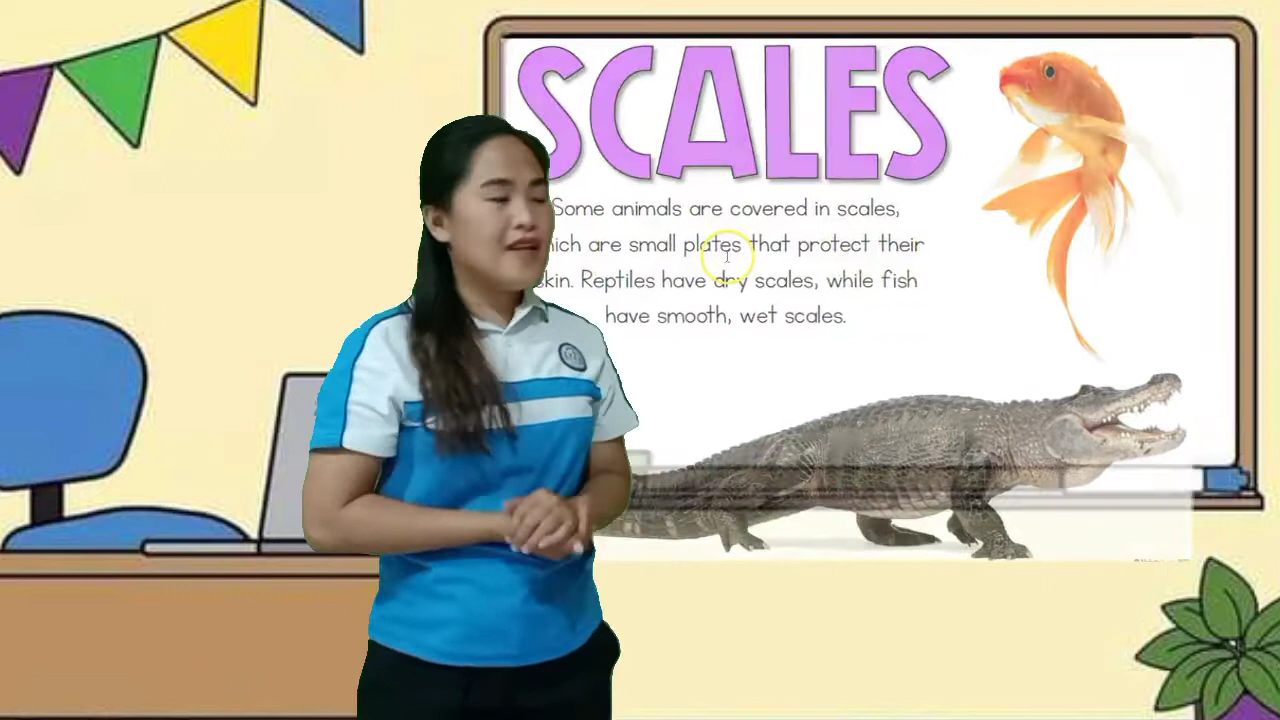 SCALES
Some animals are covered in scales,
are small plates that protect their
skin. Reptiles have dry scales, while fish
have smooth, wet scales.